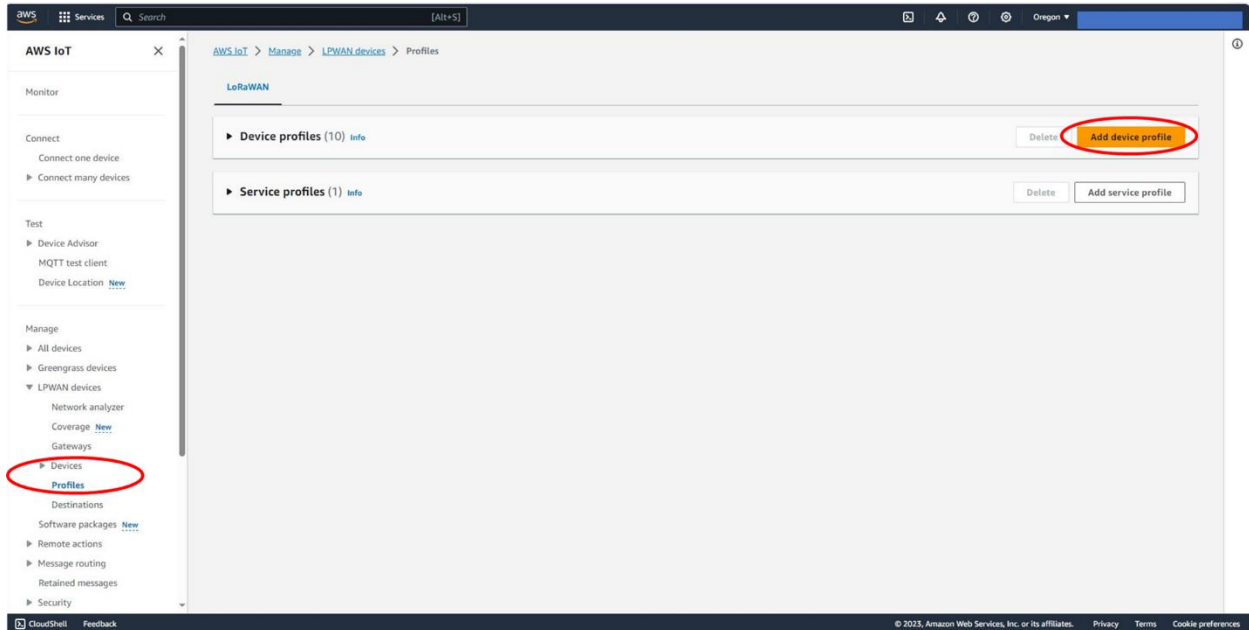 aws Services Search [Alt+S] Oregon
AWS IoT
Monitor
Connect
Connect one device
Connect many devices
Test
Device Advisor
MQTT test client
Device Location New
Manage
All devices
Greengrass devices
LPWAN devices
Network analyzer
Coverage New
Gateways
Devices
Profiles
Destinations
Software packages New
Remote actions
Message routing
Retained messages
Security
AWS IoT > Manage > LPWAN devices > Profiles
LoRaWAN
Device profiles (10) Info Delete Add device profile
Service profiles (1) Info Delete Add service profile
CloudShell Feedback © 2023, Amazon Web Services, Inc. or its affiliates. Privacy Terms Cookie preferences